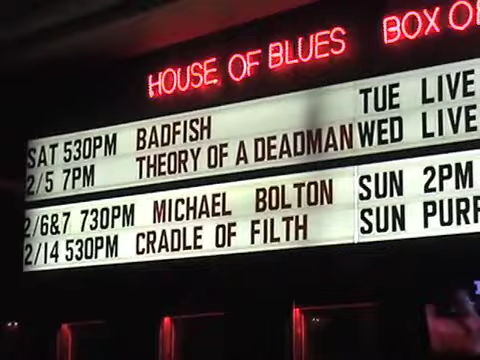 HOUSE OF BLUES BOX
SAT 530PM BADFISH TUE LIVE
2/5 7PM THEORY OF A DEADMAN WED LIVE
2/6&7 730PM MICHAEL BOLTON SUN 2PM
2/14 530PM CRADLE OF FILTH SUN